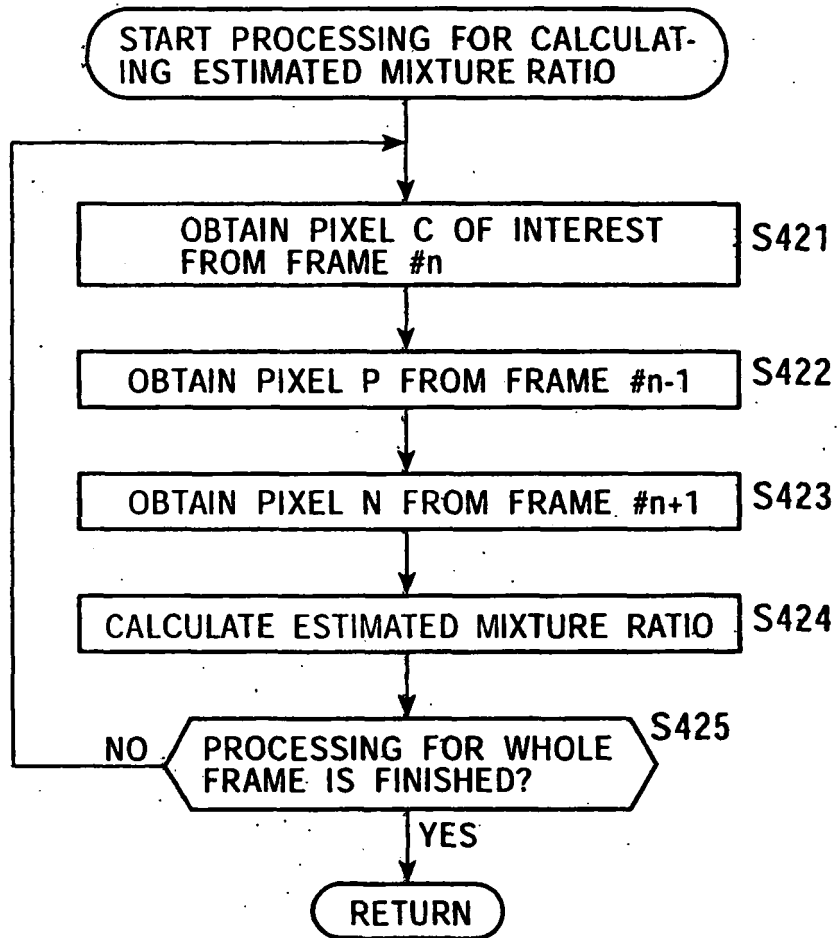 START PROCESSING FOR CALCULAT-
ING ESTIMATED MIXTURE RATIO
OBTAIN PIXEL C OF INTEREST
FROM FRAME #n
S421
OBTAIN PIXEL P FROM FRAME #n-1
S422
OBTAIN PIXEL N FROM FRAME #n+1
S423
CALCULATE ESTIMATED MIXTURE RATIO
S424
S425
NO
PROCESSING FOR WHOLE
FRAME IS FINISHED?
YES
RETURN